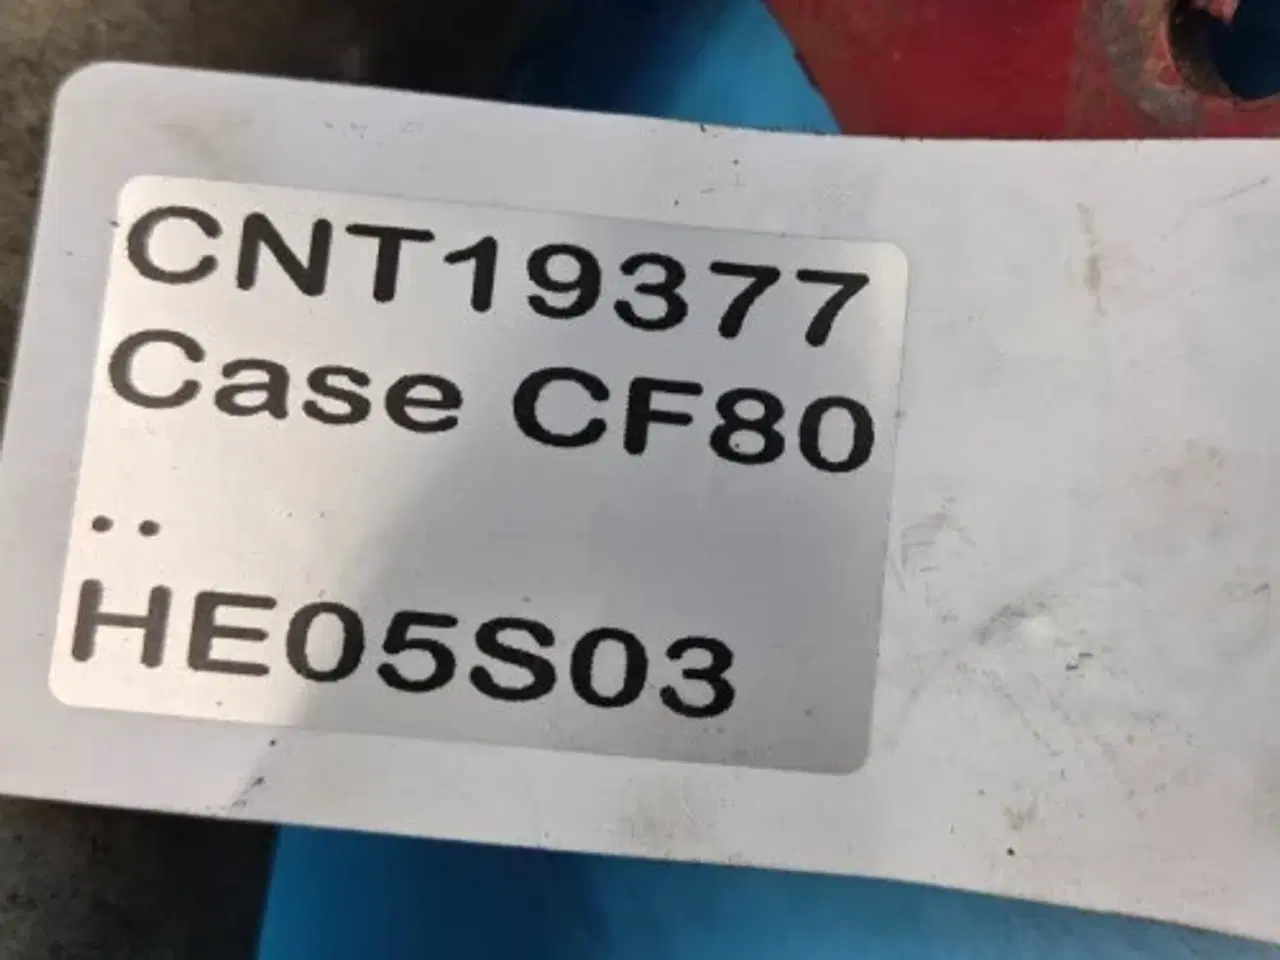 CNT19377
Case CF80
..
HE05S03